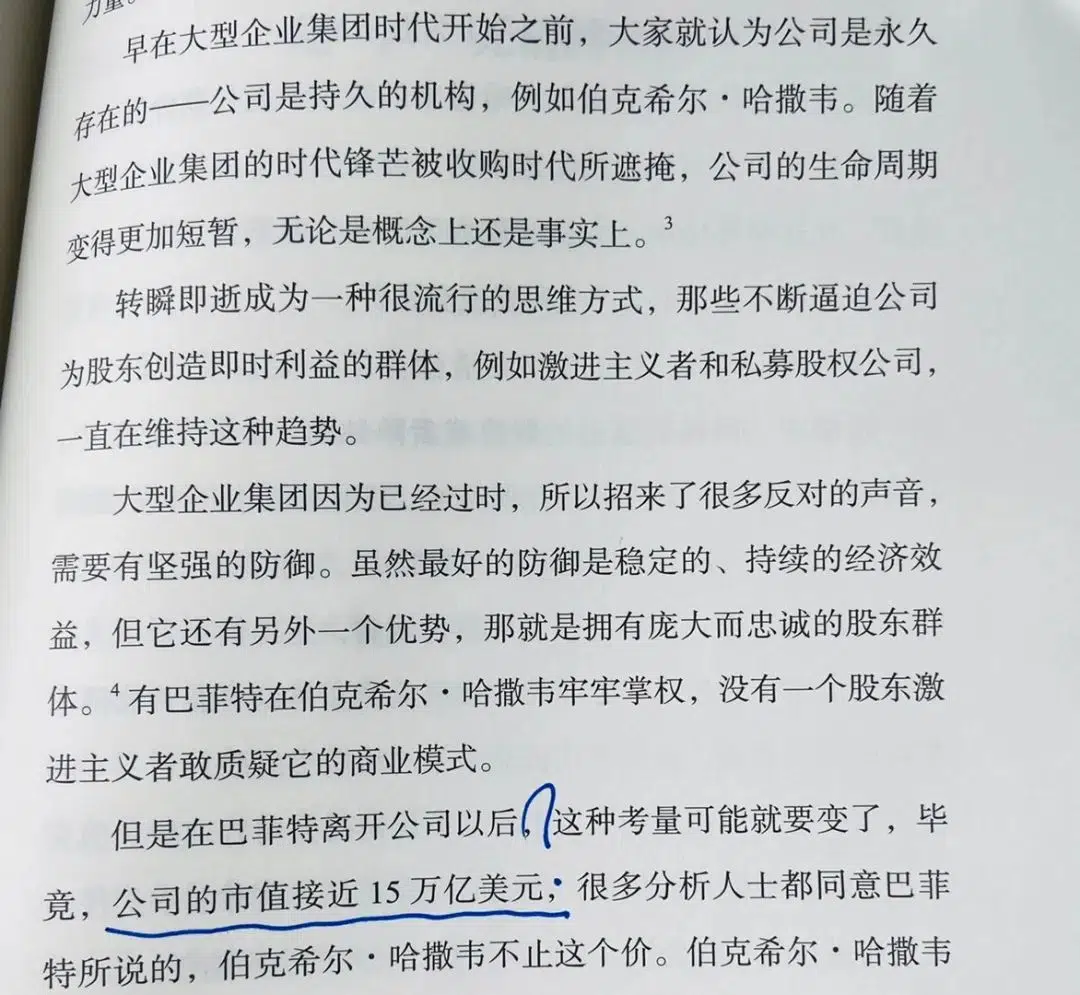 力量。
早在大型企业集团时代开始之前，大家就认为公司是永久
存在的——公司是持久的机构，例如伯克希尔·哈撒韦。随着
大型企业集团的时代锋芒被收购时代所遮掩，公司的生命周期
变得更加短暂，无论是概念上还是事实上。3
转瞬即逝成为一种很流行的思维方式，那些不断逼迫公司
为股东创造即时利益的群体，例如激进主义者和私募股权公司，
一直在维持这种趋势。
大型企业集团因为已经过时，所以招来了很多反对的声音，
需要有坚强的防御。虽然最好的防御是稳定的、持续的经济效
益，但它还有另外一个优势，那就是拥有庞大而忠诚的股东群
体。4 有巴菲特在伯克希尔·哈撒韦牢牢掌权，没有一个股东激
进主义者敢质疑它的商业模式。
但是在巴菲特离开公司以后，这种考量可能就要变了，毕
竟，公司的市值接近 15 万亿美元；很多分析人士都同意巴菲
特所说的，伯克希尔·哈撒韦不止这个价。伯克希尔·哈撒韦